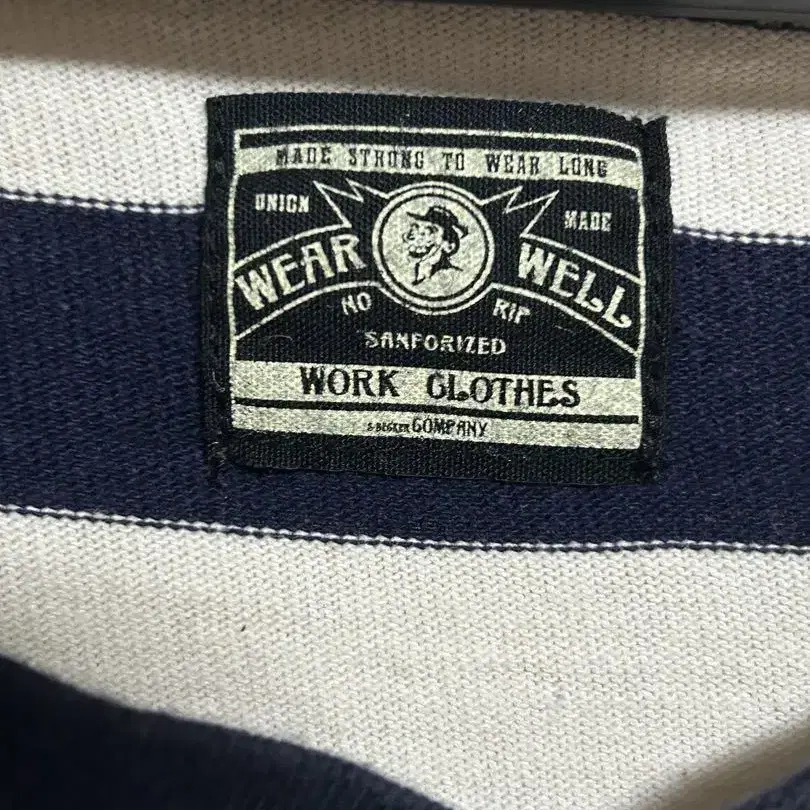 MADE STRONG TO WEAR LONG
UNION MADE
WEAR WELL
NO RIP
SANFORIZED
WORK CLOTHES
COMPANY